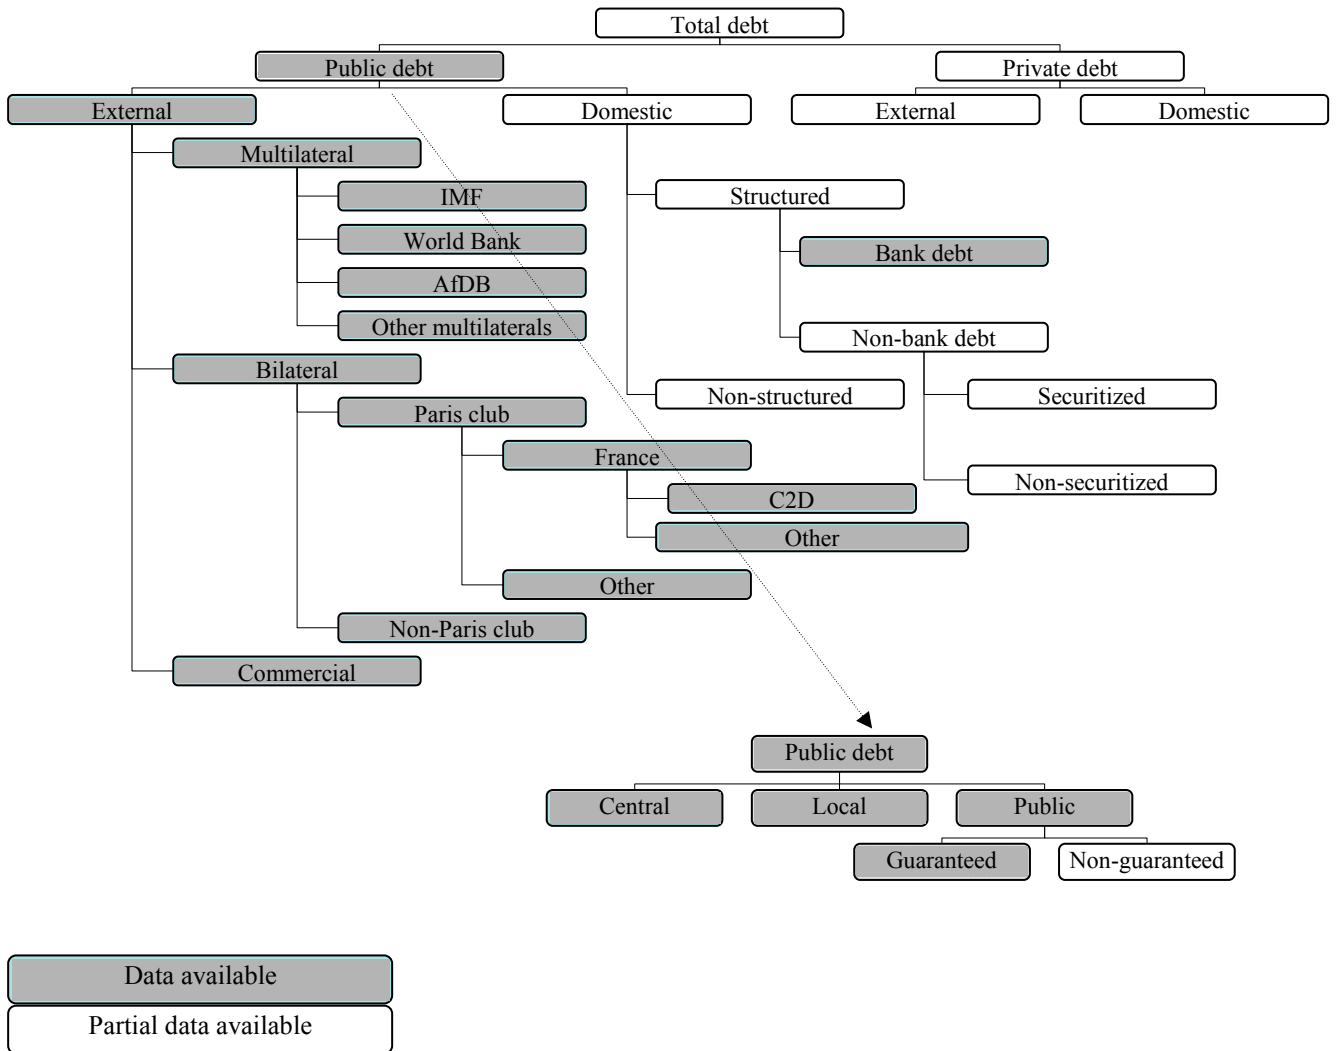 Total debt
Public debt
Private debt
External
Domestic
External
Domestic
Multilateral
IMF
World Bank
AfDB
Other multilaterals
Bilateral
Paris club
France
C2D
Other
Other
Non-Paris club
Commercial
Structured
Bank debt
Non-bank debt
Securitized
Non-securitized
Non-structured
Public debt
Central
Local
Public
Guaranteed
Non-guaranteed
Data available
Partial data available